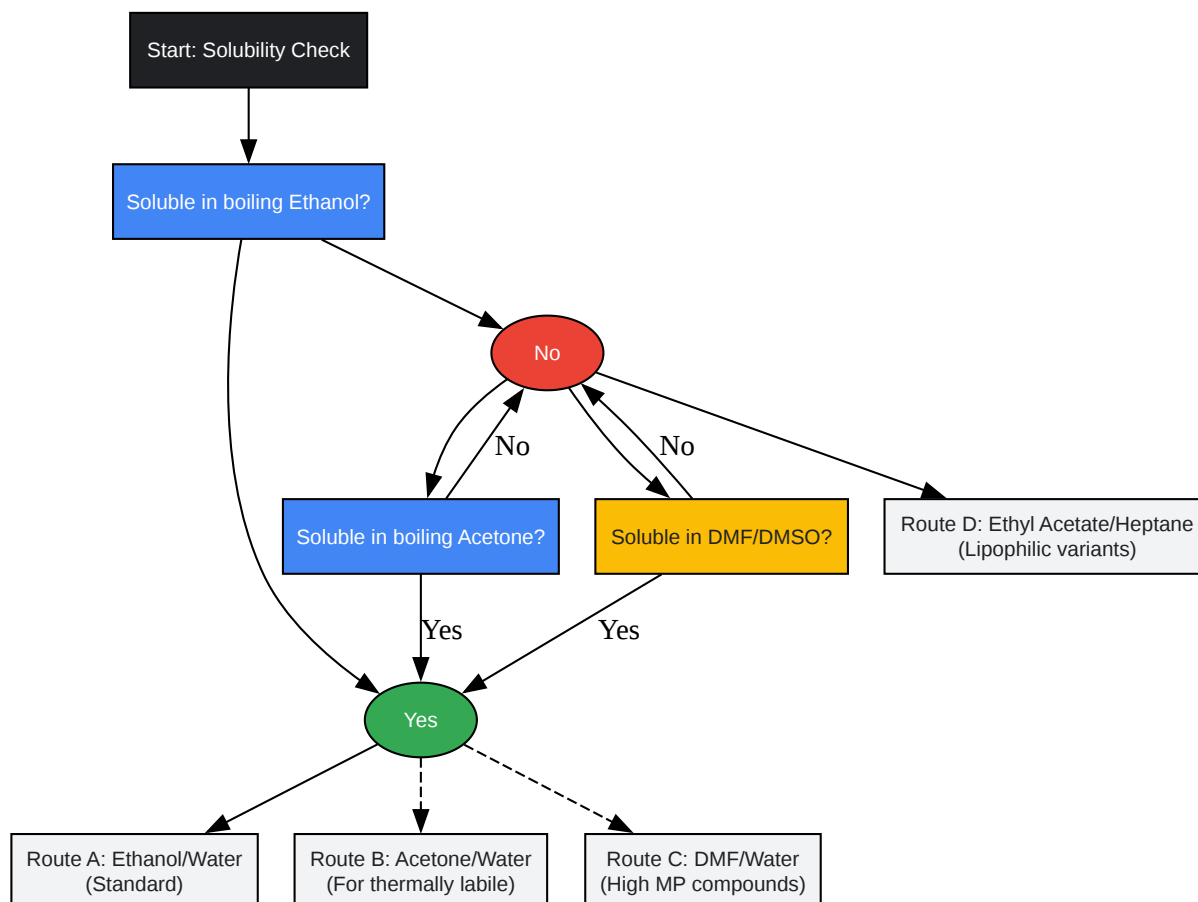 Start: Solubility Check
Soluble in boiling Ethanol?
No
No
No
Soluble in boiling Acetone?
Soluble in DMF/DMSO?
Route D: Ethyl Acetate/Heptane
(Lipophilic variants)
Yes
Yes
Yes
Route A: Ethanol/Water
(Standard)
Route B: Acetone/Water
(For thermally labile)
Route C: DMF/Water
(High MP compounds)